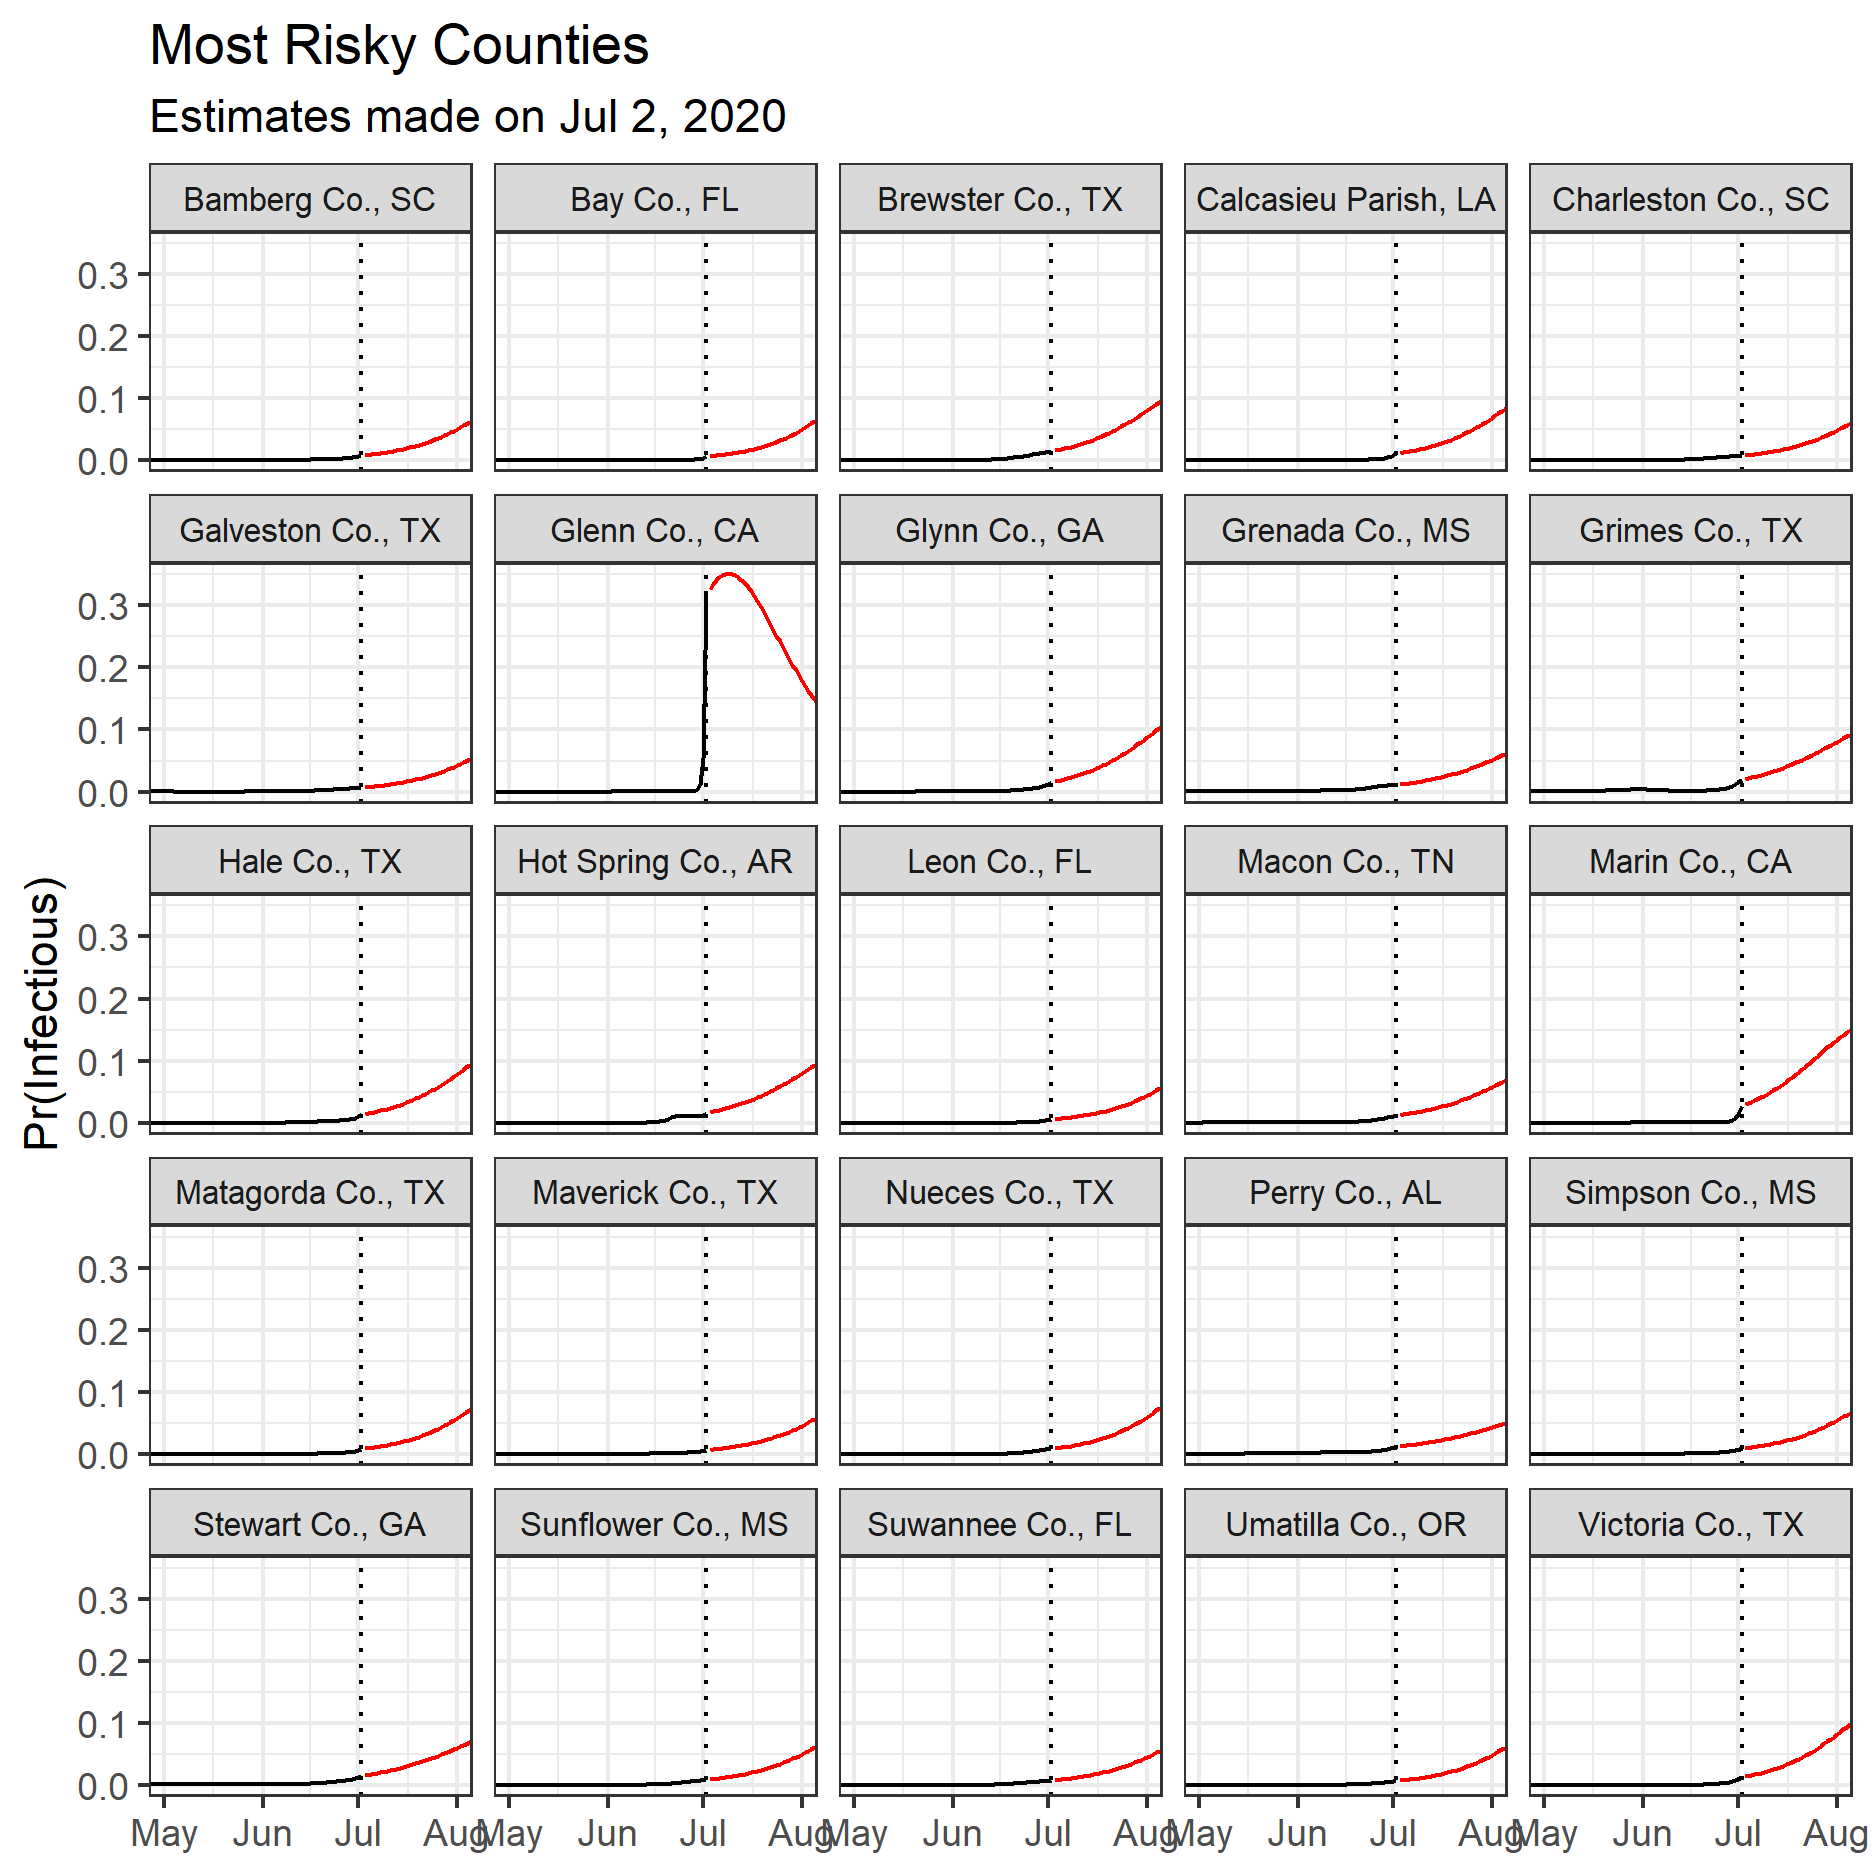 Most Risky Counties
Estimates made on Jul 2, 2020
Bamberg Co., SC
Bay Co., FL
Brewster Co., TX
Calcasieu Parish, LA
Charleston Co., SC
0.3
0.2
0.1
0.0
Galveston Co., TX
Glenn Co., CA
Glynn Co., GA
Grenada Co., MS
Grimes Co., TX
0.3
0.2
0.1
0.0
Pr(Infectious)
Hale Co., TX
Hot Spring Co., AR
Leon Co., FL
Macon Co., TN
Marin Co., CA
0.3
0.2
0.1
0.0
Matagorda Co., TX
Maverick Co., TX
Nueces Co., TX
Perry Co., AL
Simpson Co., MS
0.3
0.2
0.1
0.0
Stewart Co., GA
Sunflower Co., MS
Suwannee Co., FL
Umatilla Co., OR
Victoria Co., TX
0.3
0.2
0.1
0.0
May Jun Jul Aug
May Jun Jul Aug
May Jun Jul Aug
May Jun Jul Aug
May Jun Jul Aug